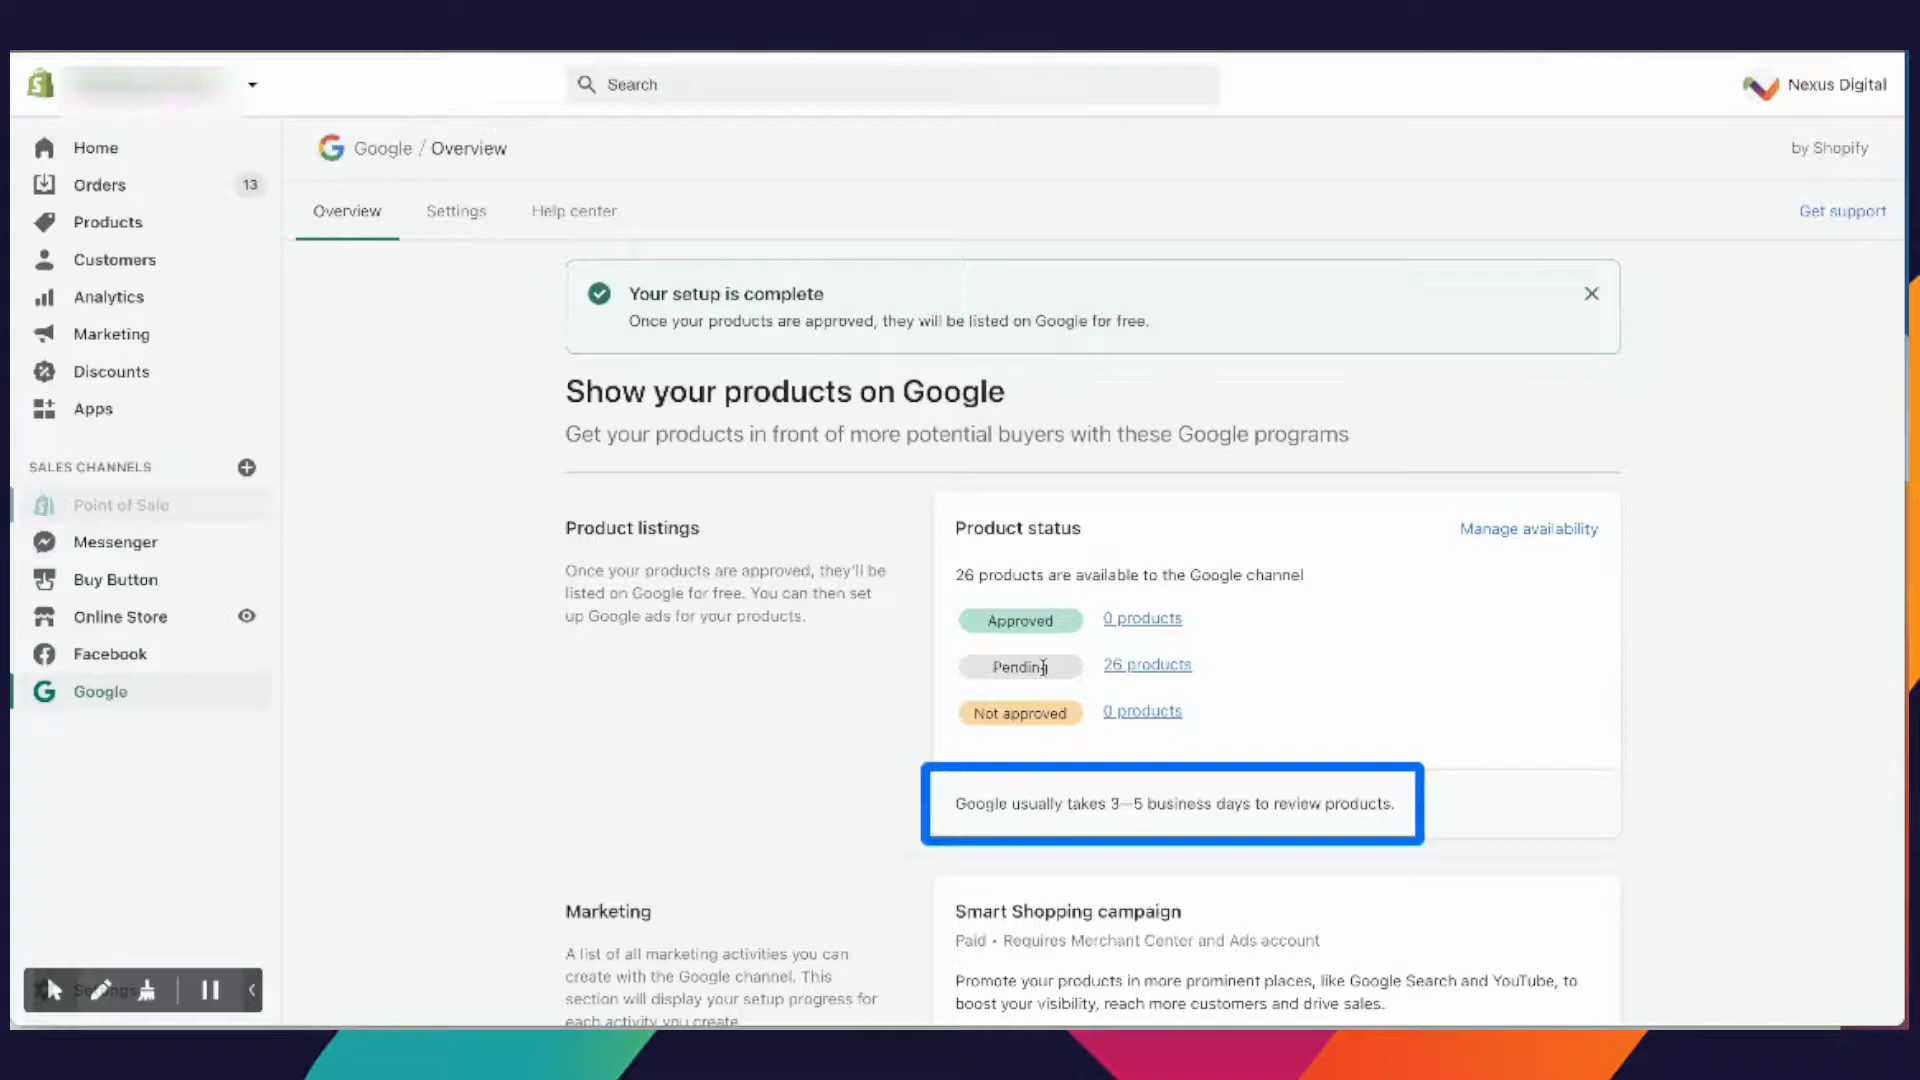 Search
Nexus Digital
Home
Orders
13
Products
Customers
Analytics
Marketing
Discounts
Apps
SALES CHANNELS
Point of Sale
Messenger
Buy Button
Online Store
Facebook
Google
Settings
Google / Overview
by Shopify
Overview
Settings
Help center
Get support
Your setup is complete
Once your products are approved, they will be listed on Google for free.
Show your products on Google
Get your products in front of more potential buyers with these Google programs
Product listings
Once your products are approved, they'll be
listed on Google for free. You can then set
up Google ads for your products.
Product status
Manage availability
26 products are available to the Google channel
Approved
0 products
Pending
26 products
Not approved
0 products
Google usually takes 3–5 business days to review products.
Marketing
A list of all marketing activities you can
create with the Google channel. This
section will display your setup progress for
each activity you create
Smart Shopping campaign
Paid • Requires Merchant Center and Ads account
Promote your products in more prominent places, like Google Search and YouTube, to
boost your visibility, reach more customers and drive sales.